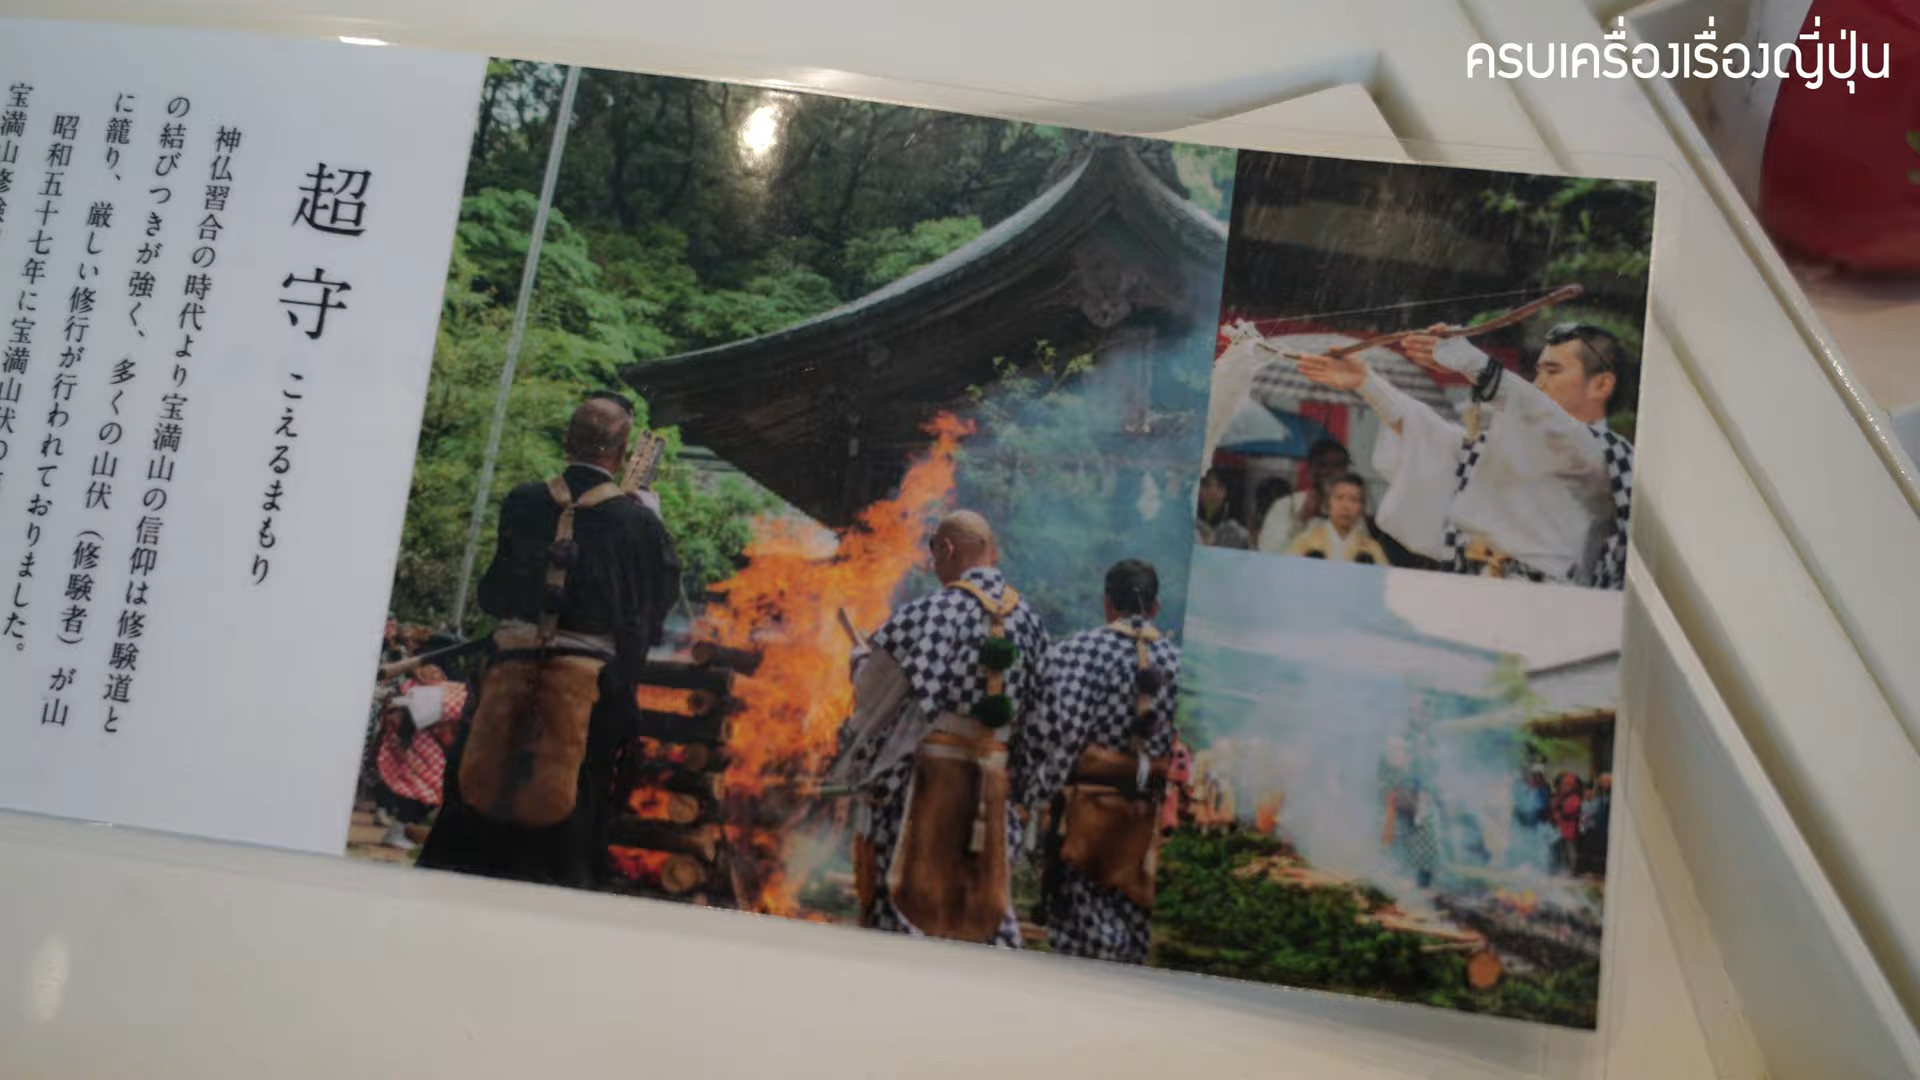 ครบเครื่องเรื่องญี่ปุ่น
超守 こえるまもり
神仏習合の時代より宝満山の信仰は修験道と
の結びつきが強く、多くの山伏（修験者）が山
に籠り、厳しい修行が行われておりました。
昭和五十七年に宝満山伏の
宝満山修験